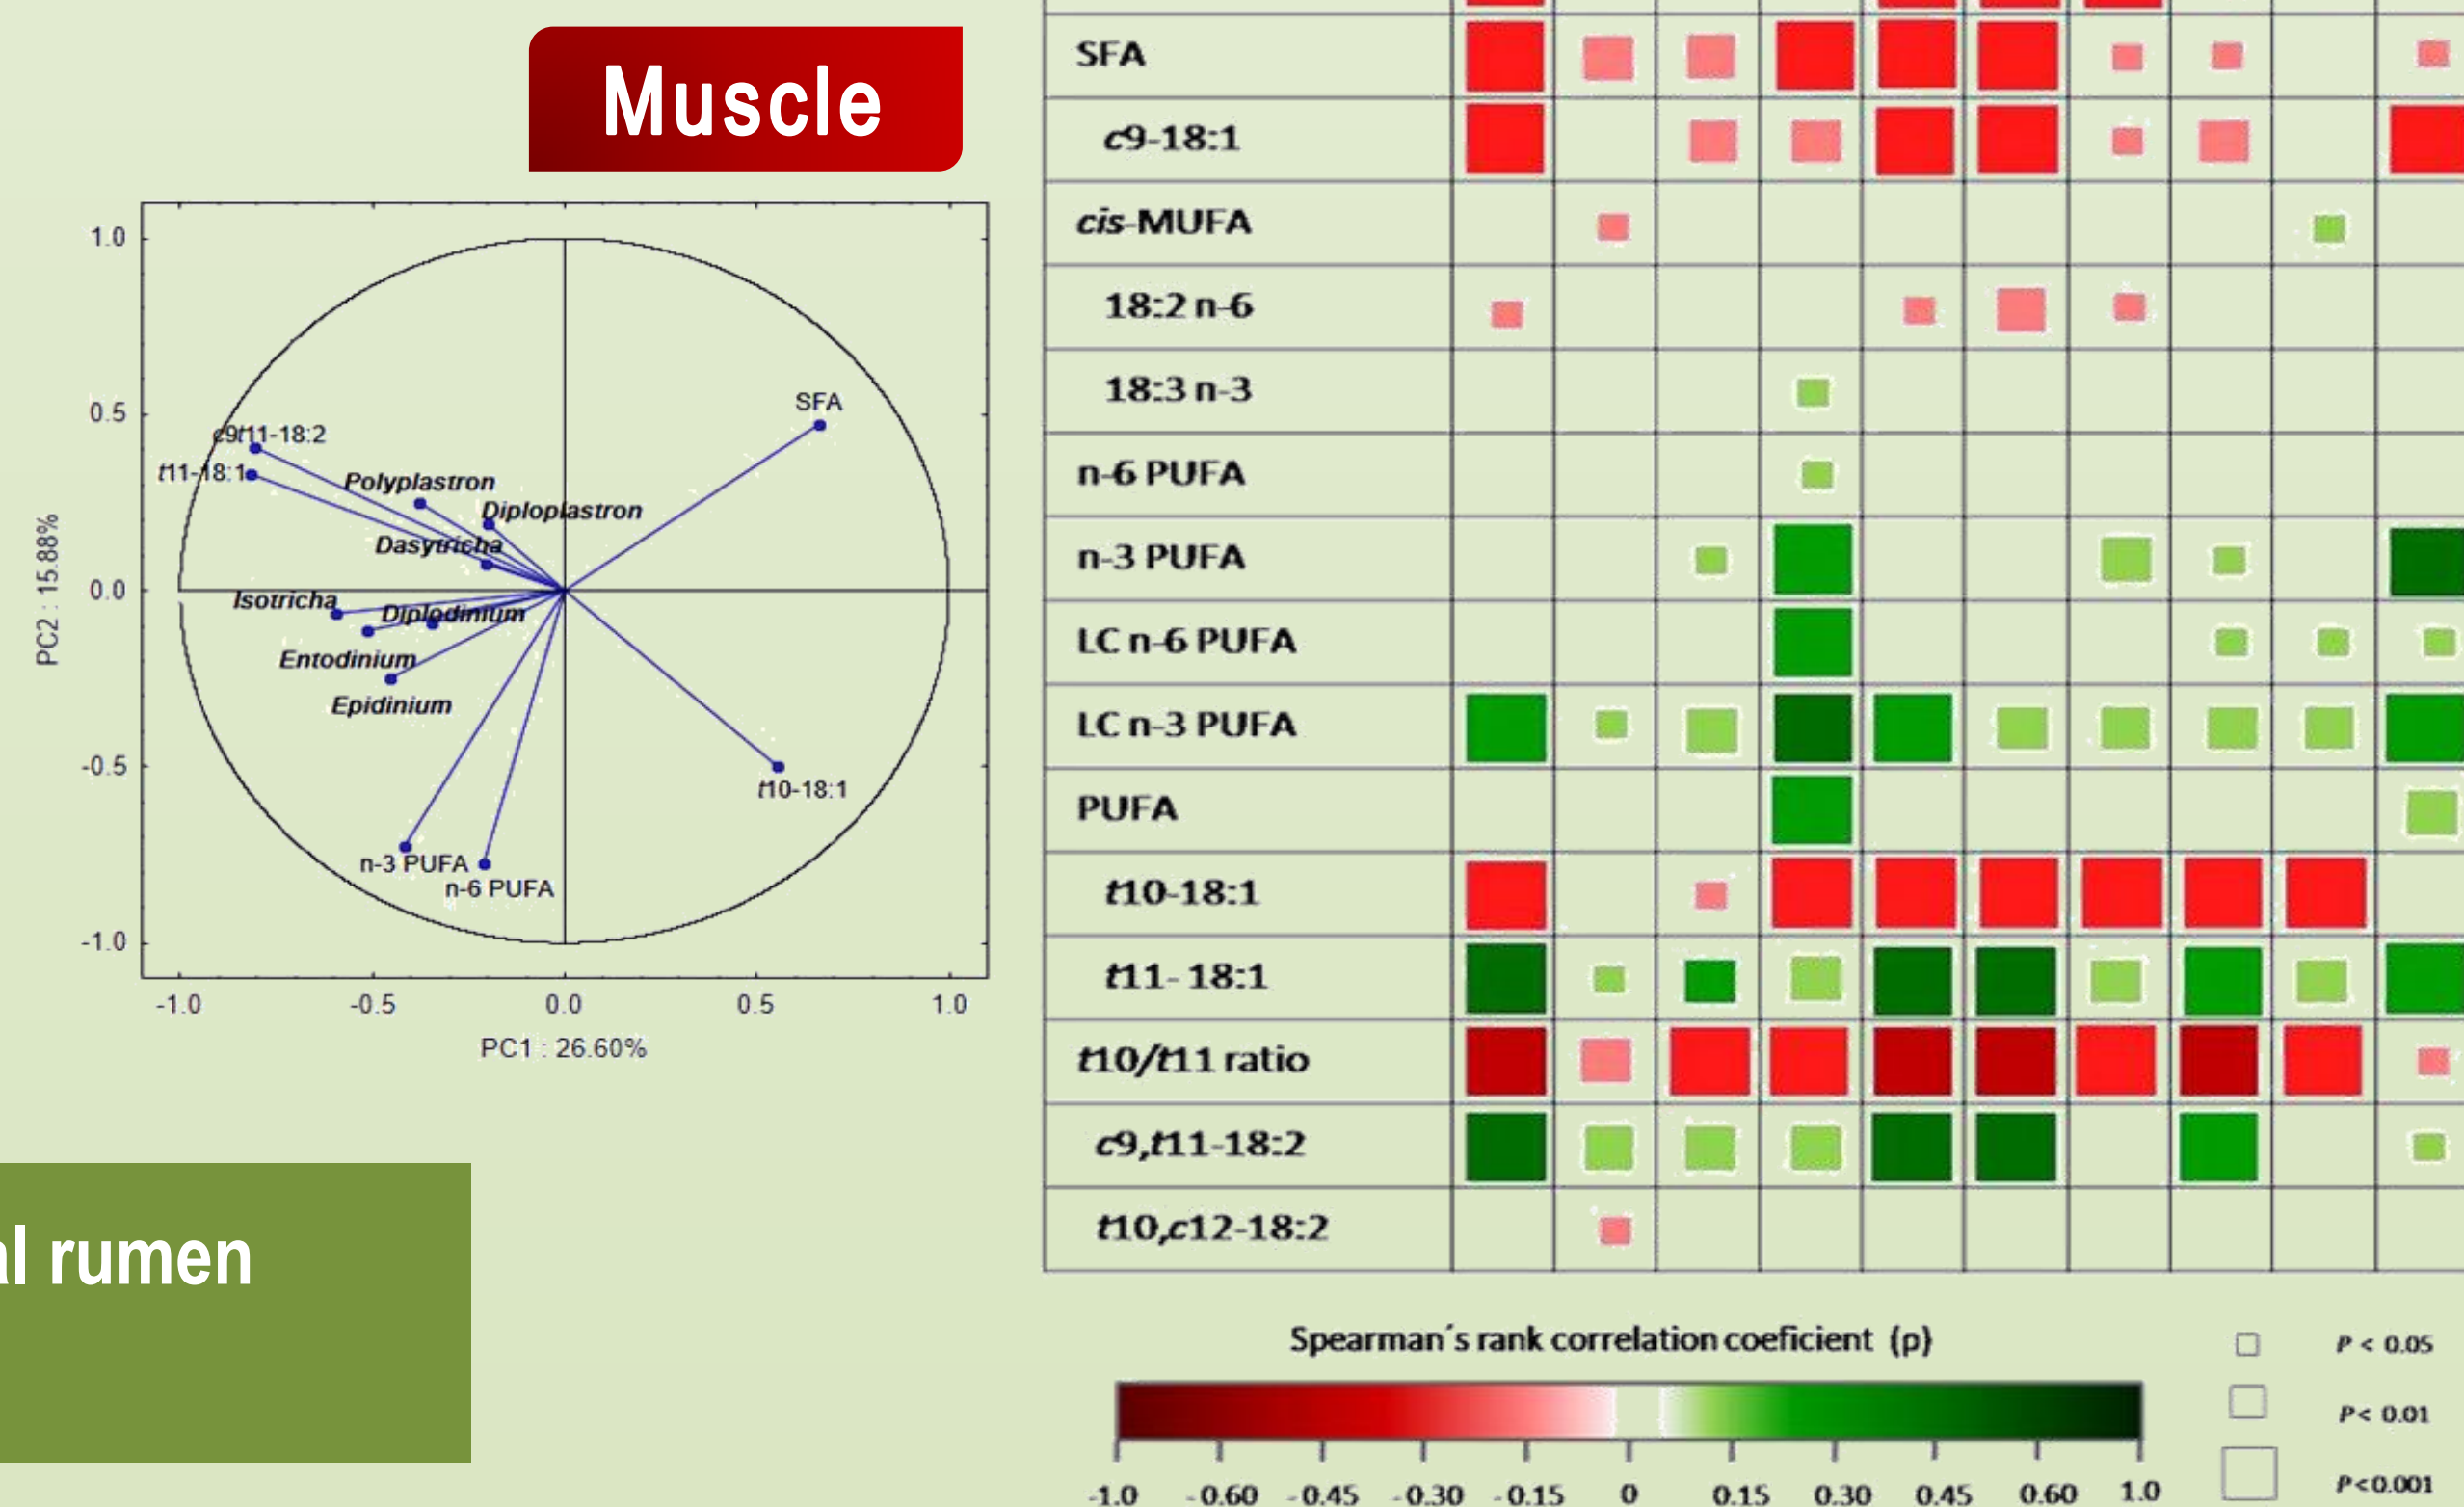 Muscle
1.0
0.5
0.0
-0.5
-1.0
PC2 : 15.88%
SFA
c9t11-18:2
t11-18:1
Polyplastron
Diploplastron
Dasytricha
Isotricha
Diplodinium
Entodinium
Epidinium
t10-18:1
n-3 PUFA
n-6 PUFA
-1.0 -0.5 0.0 0.5 1.0
PC1 : 26.60%
al rumen
SFA
c9-18:1
cis-MUFA
18:2 n-6
18:3 n-3
n-6 PUFA
n-3 PUFA
LC n-6 PUFA
LC n-3 PUFA
PUFA
t10-18:1
t11- 18:1
t10/t11 ratio
c9,t11-18:2
t10,c12-18:2
Spearman´s rank correlation coeficient (ρ)
-1.0 -0.60 -0.45 -0.30 -0.15 0 0.15 0.30 0.45 0.60 1.0
P < 0.05
P< 0.01
P<0.001